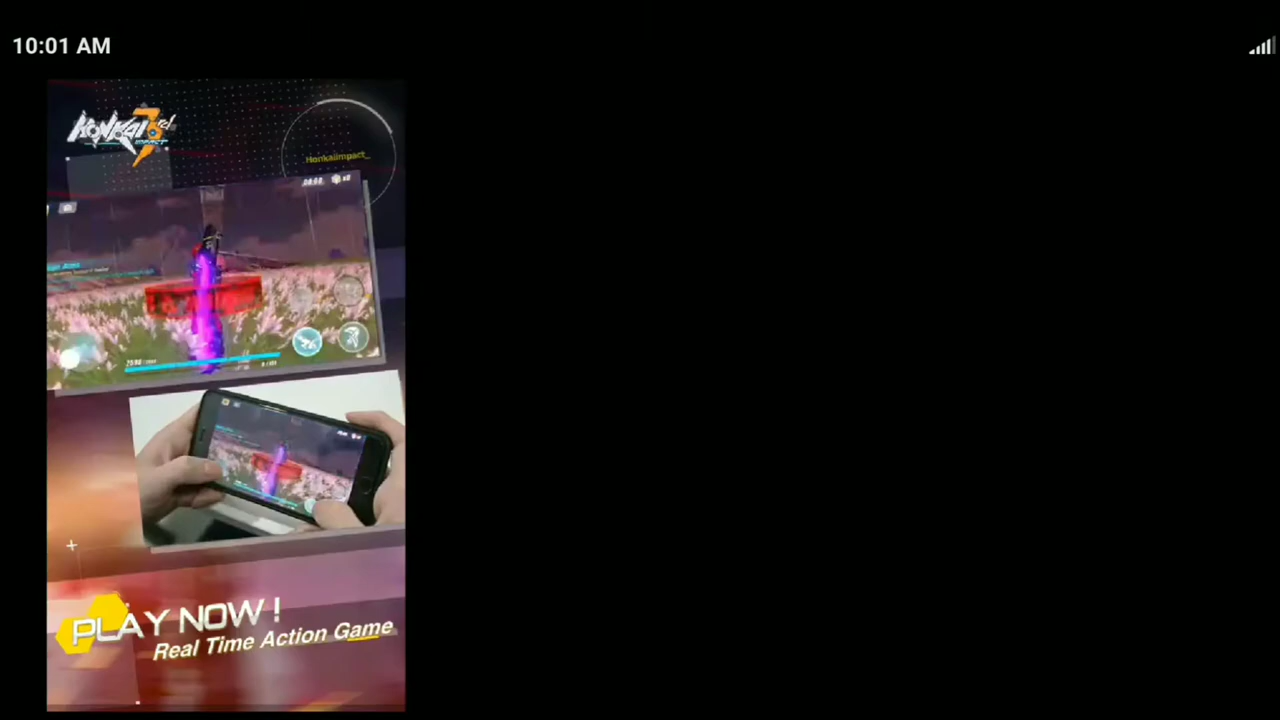 10:01 AM
HONKAI 3rd
IMPACT
HonkaiImpact_
PLAY NOW !
Real Time Action Game